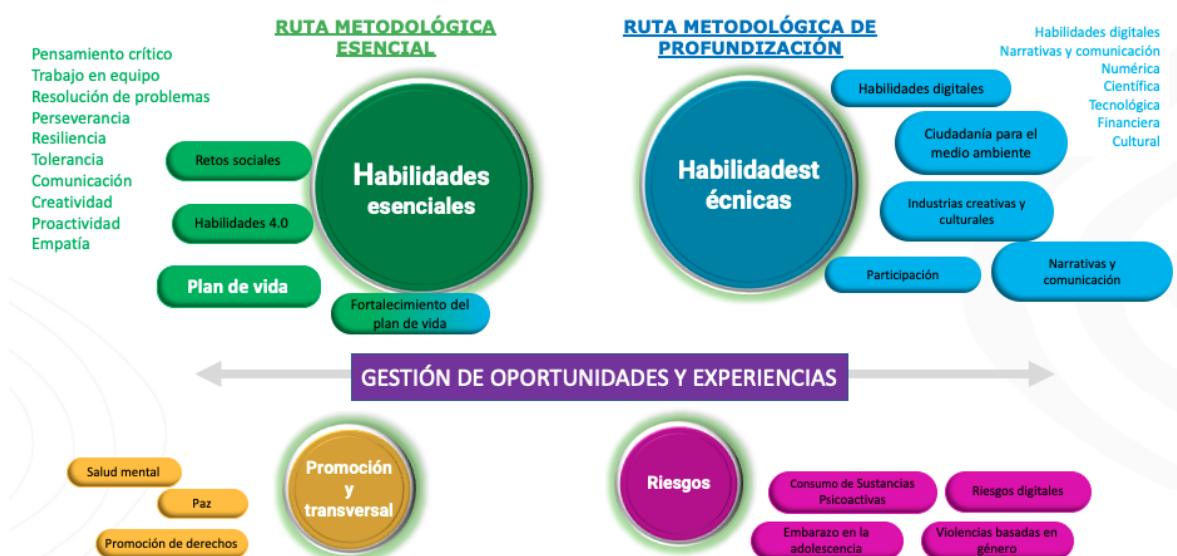 RUTA METODOLÓGICA
ESENCIAL
Pensamiento crítico
Trabajo en equipo
Resolución de problemas
Perseverancia
Resiliencia
Tolerancia
Comunicación
Creatividad
Proactividad
Empatía
Retos sociales
Habilidades 4.0
Plan de vida
Habilidades
esenciales
Fortalecimiento del
plan de vida
RUTA METODOLÓGICA DE
PROFUNDIZACIÓN
Habilidadest
écnicas
Habilidades digitales
Ciudadanía para el
medio ambiente
Industrias creativas y
culturales
Participación
Narrativas y
comunicación
Habilidades digitales
Narrativas y comunicación
Numérica
Científica
Tecnológica
Financiera
Cultural
GESTIÓN DE OPORTUNIDADES Y EXPERIENCIAS
Salud mental
Paz
Promoción de derechos
Promoción
y
transversal
Riesgos
Consumo de Sustancias
Psicoactivas
Riesgos digitales
Embarazo en la
adolescencia
Violencias basadas en
género